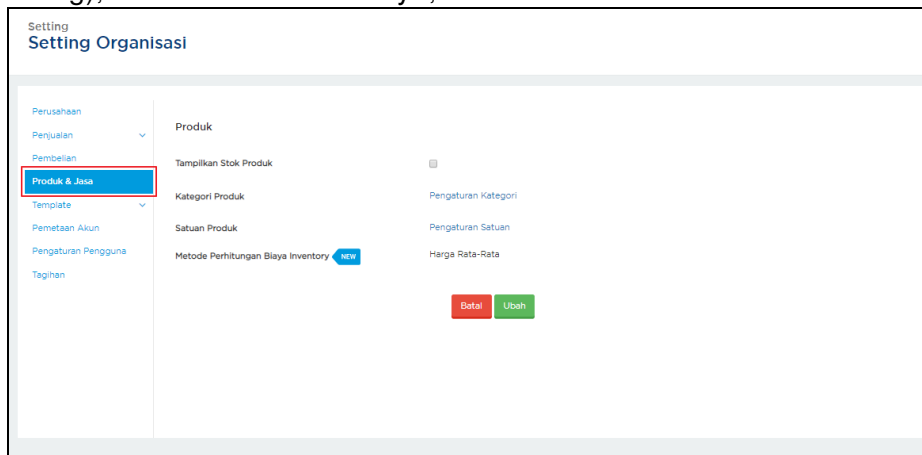 Setting
Setting Organisasi
Perusahaan
Penjualan
Pembelian
Produk & Jasa
Template
Pemetaan Akun
Pengaturan Pengguna
Tagihan
Produk
Tampilkan Stok Produk
Kategori Produk Pengaturan Kategori
Satuan Produk Pengaturan Satuan
Metode Perhitungan Biaya Inventory NEW Harga Rata-Rata
Batal Ubah